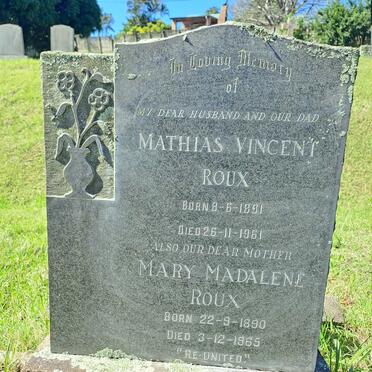 In Loving Memory
of
MY DEAR HUSBAND AND OUR DAD
MATHIAS VINCENT
ROUX
BORN 8-6-1891
DIED 26-11-1961
ALSO OUR DEAR MOTHER
MARY MADALENE
ROUX
BORN 22-9-1890
DIED 3-12-1965
"RE-UNITED"